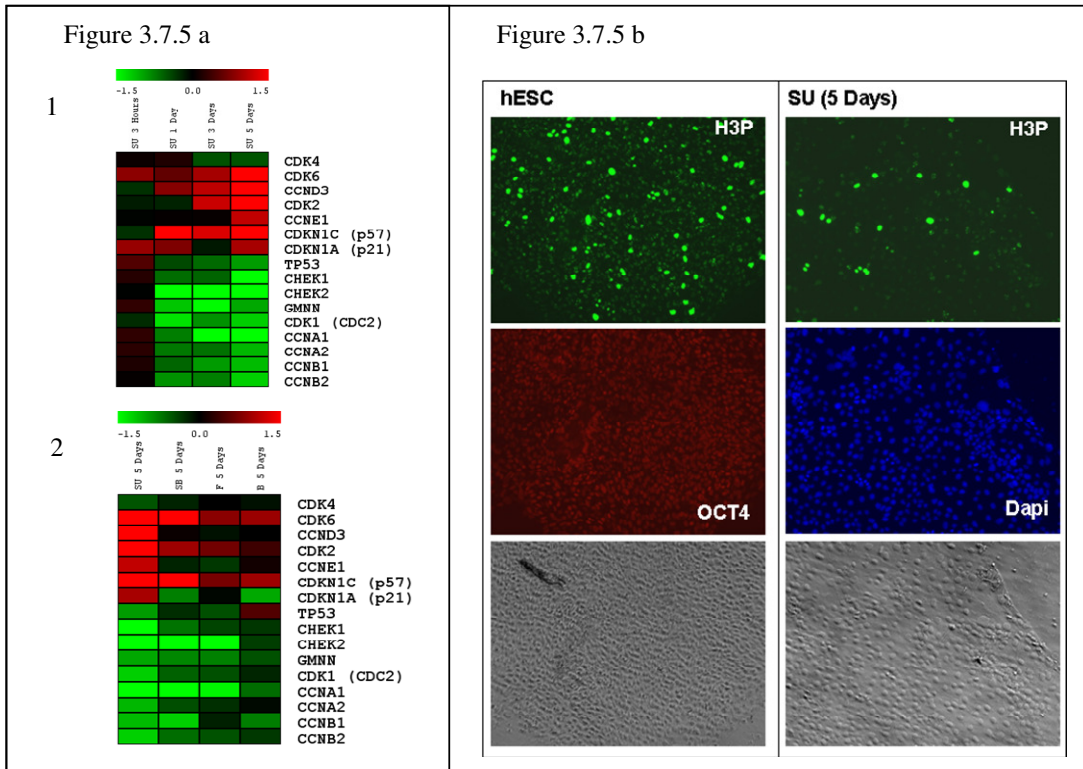 Figure 3.7.5 a
1
-1.5 0.0 1.5
SU 3 Hours
SU 1 Day
SU 3 Days
SU 5 Days
CDK4
CDK6
CCND3
CDK2
CCNE1
CDKN1C (p57)
CDKN1A (p21)
TP53
CHEK1
CHEK2
GMNN
CDK1 (CDC2)
CCNA1
CCNA2
CCNB1
CCNB2
2
-1.5 0.0 1.5
SU 5 Days
SB 5 Days
F 5 Days
B 5 Days
CDK4
CDK6
CCND3
CDK2
CCNE1
CDKN1C (p57)
CDKN1A (p21)
TP53
CHEK1
CHEK2
GMNN
CDK1 (CDC2)
CCNA1
CCNA2
CCNB1
CCNB2
Figure 3.7.5 b
hESC
H3P
OCT4
SU (5 Days)
H3P
Dapi